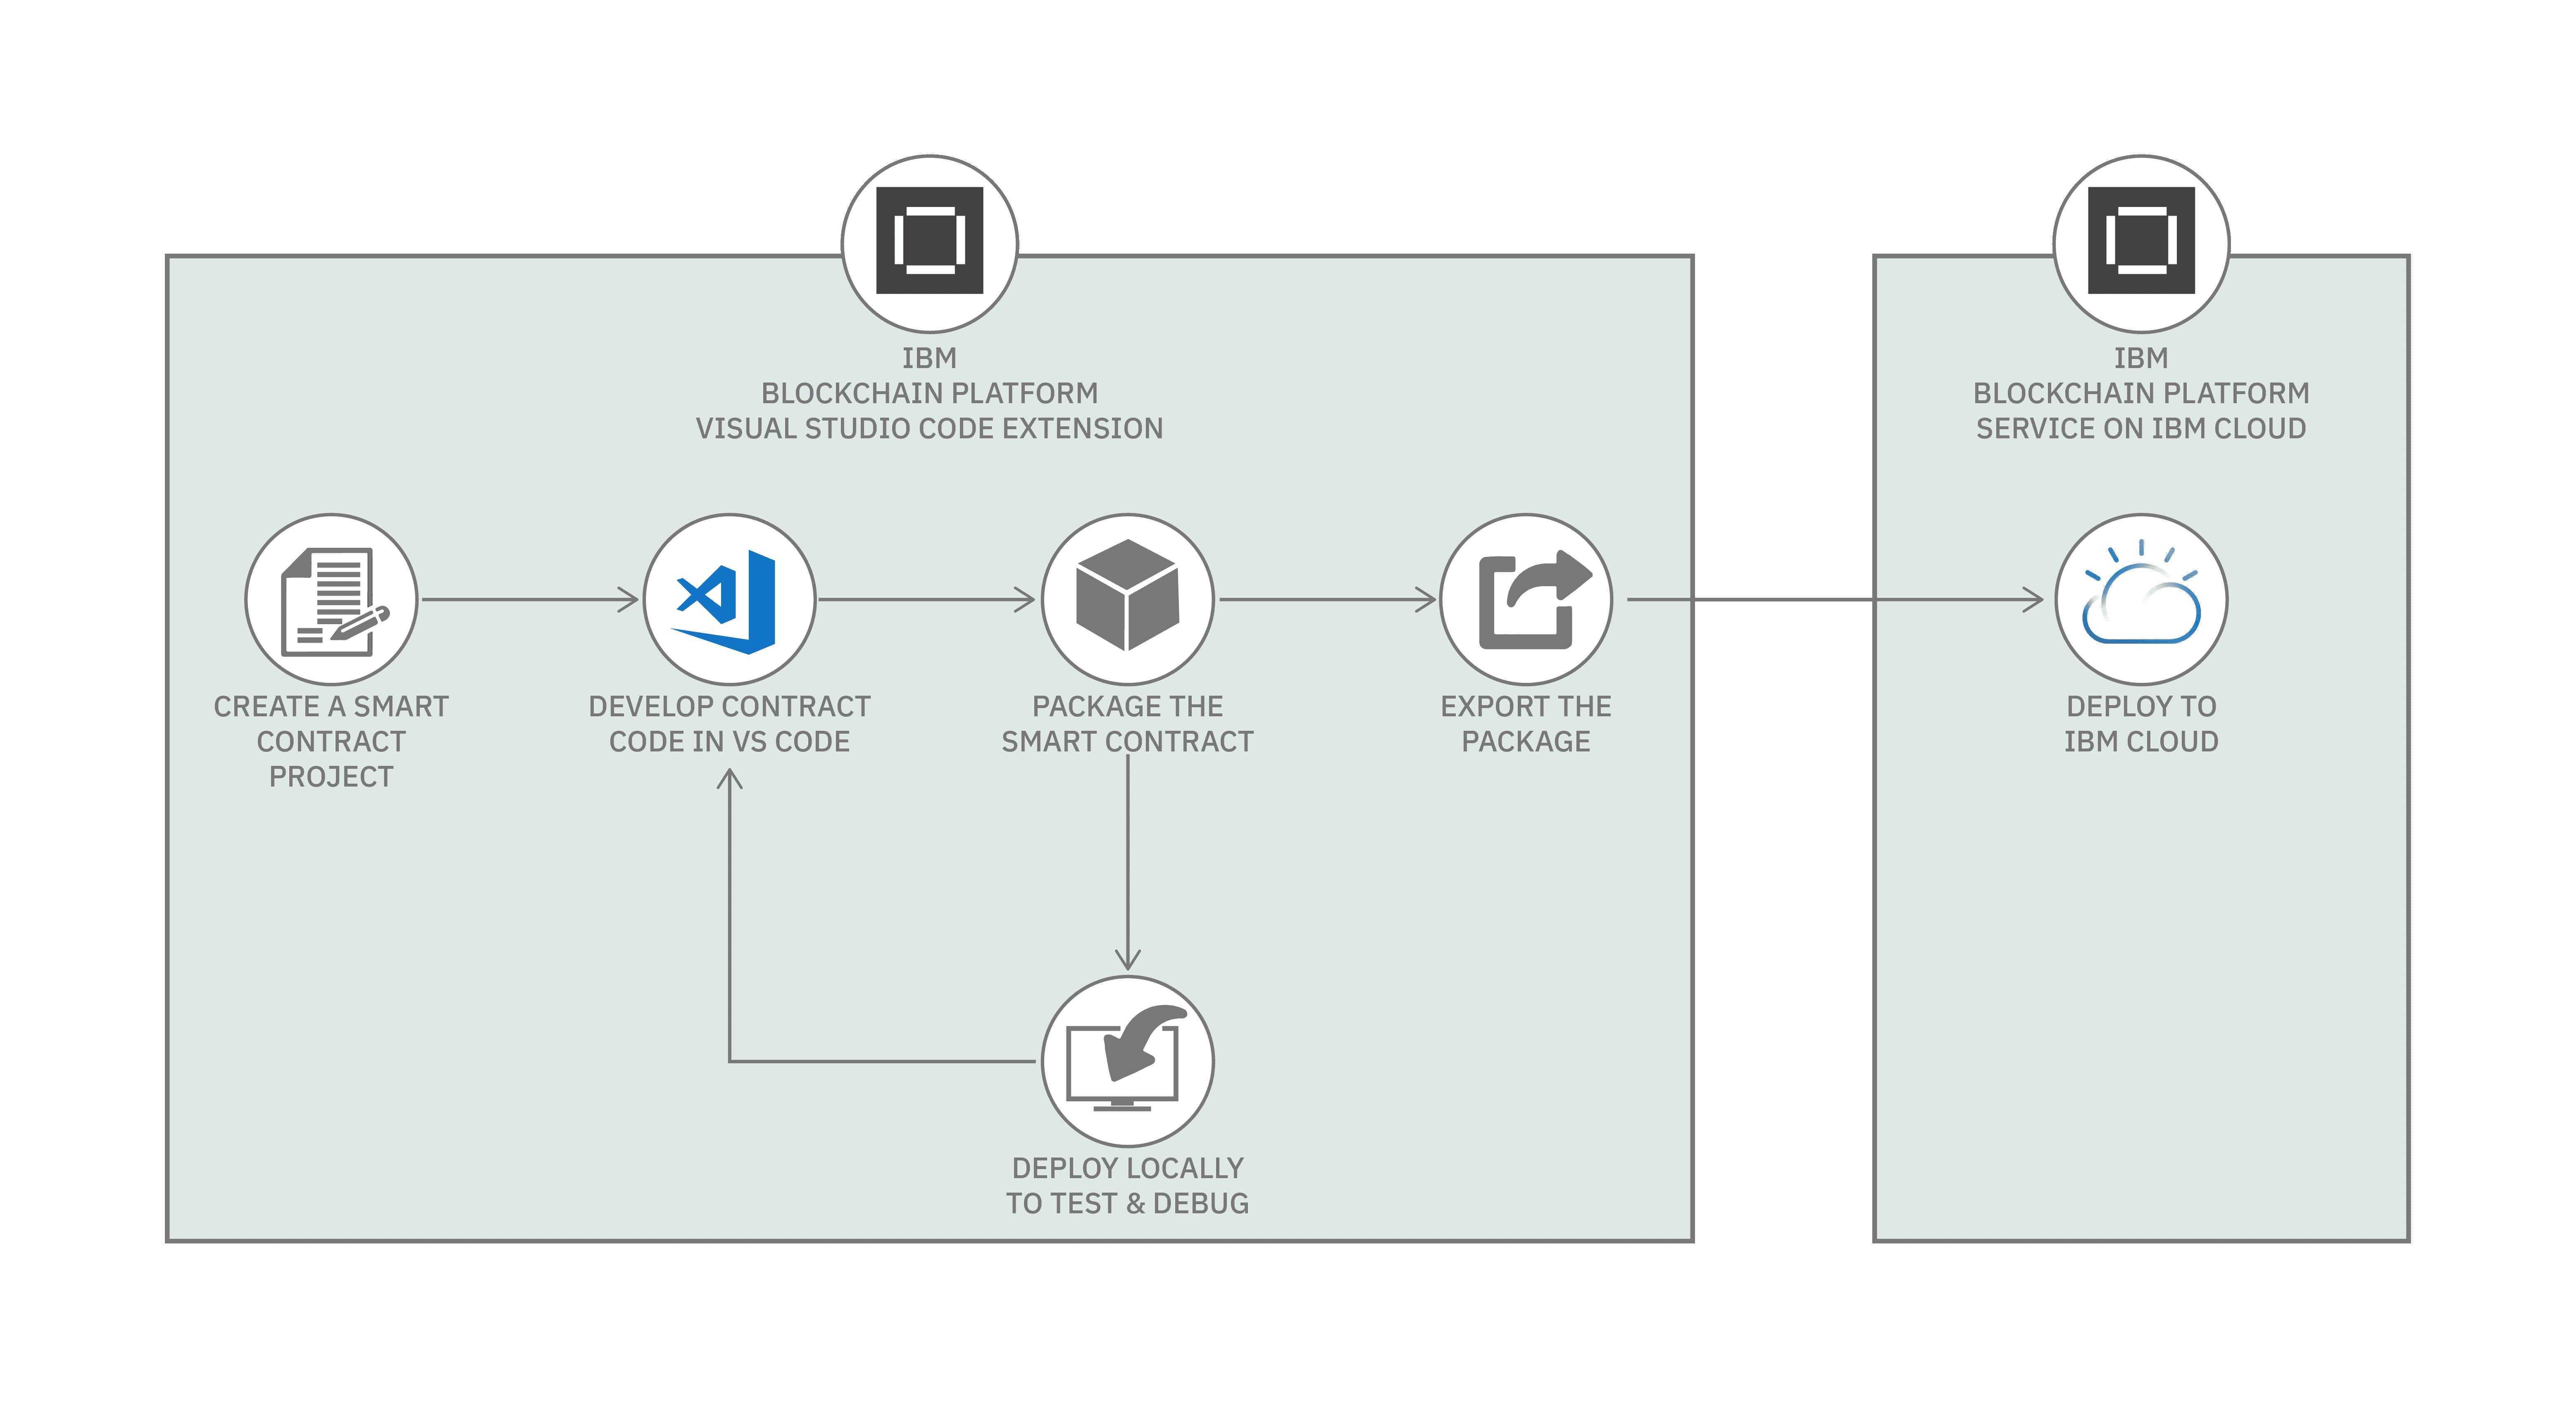 IBM
BLOCKCHAIN PLATFORM
VISUAL STUDIO CODE EXTENSION
IBM
BLOCKCHAIN PLATFORM
SERVICE ON IBM CLOUD
CREATE A SMART
CONTRACT
PROJECT
DEVELOP CONTRACT
CODE IN VS CODE
PACKAGE THE
SMART CONTRACT
EXPORT THE
PACKAGE
DEPLOY TO
IBM CLOUD
DEPLOY LOCALLY
TO TEST & DEBUG